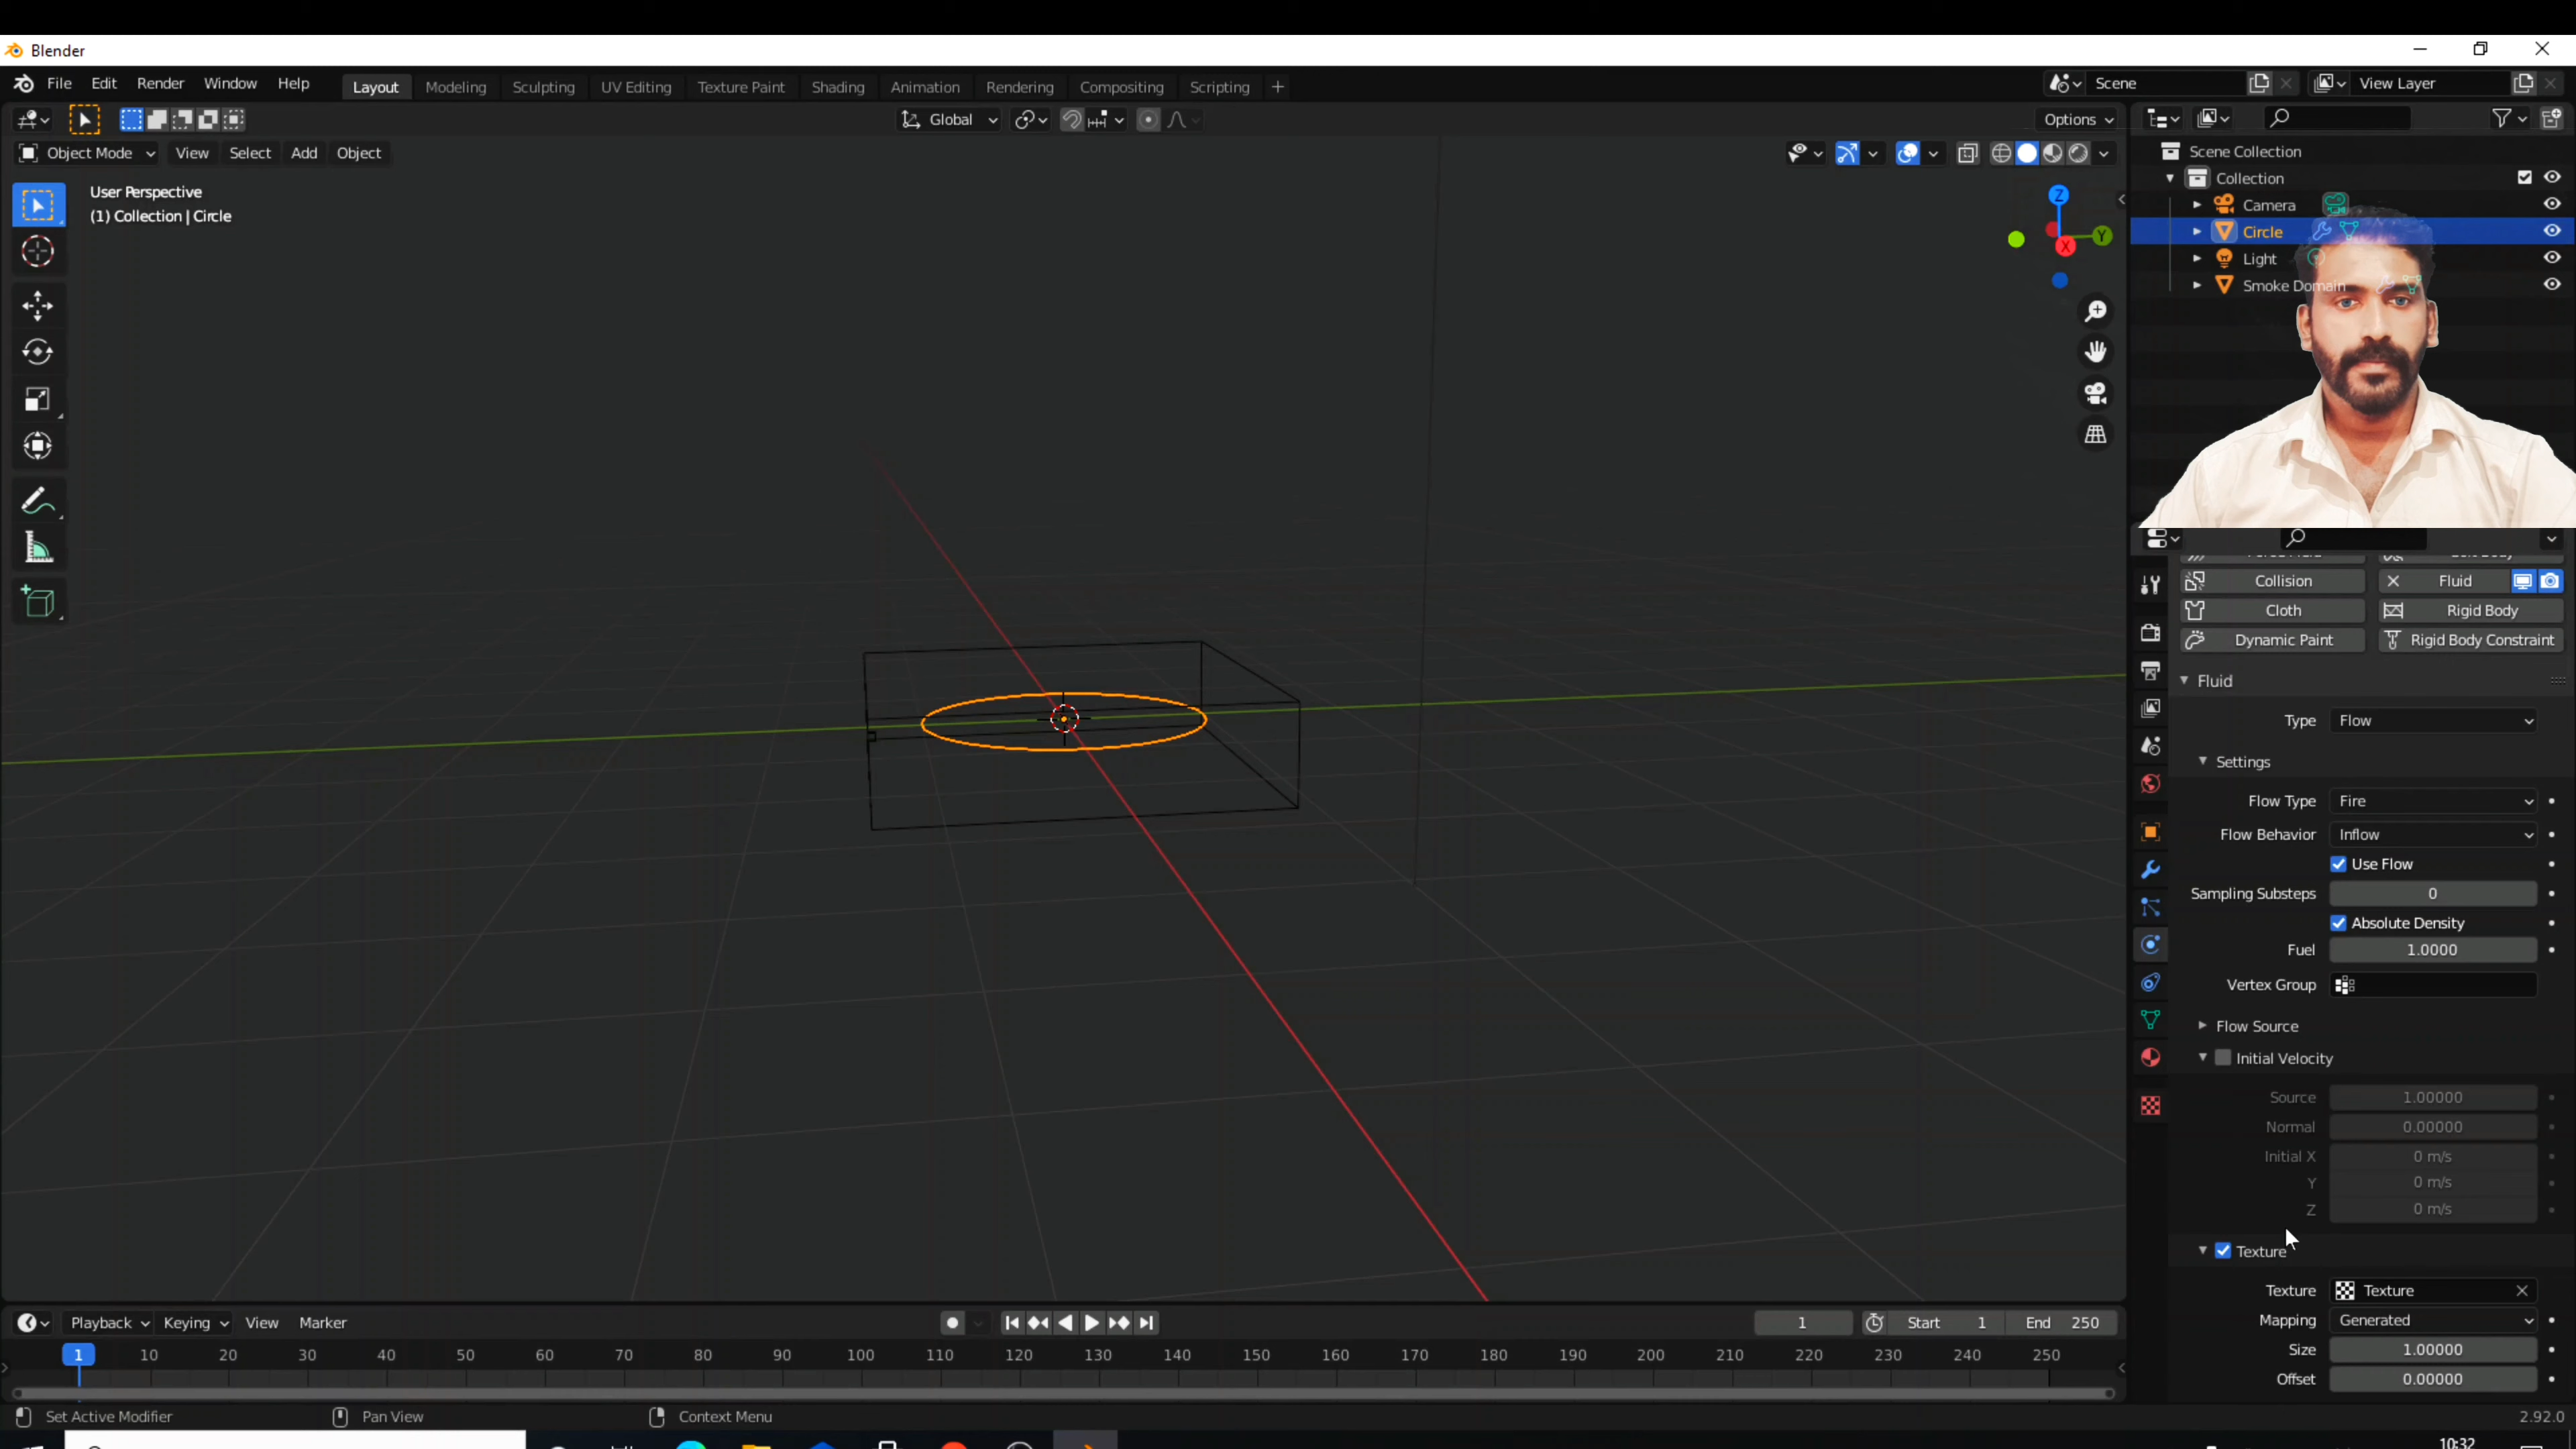 Blender
File Edit Render Window Help Layout Modeling Sculpting UV Editing Texture Paint Shading Animation Rendering Compositing Scripting + Scene View Layer
Global Options
Object Mode View Select Add Object
User Perspective
(1) Collection | Circle
Z
Y
X
Scene Collection
Collection
Camera
Circle
Light
Smoke Domain
Collision Fluid
Cloth Rigid Body
Dynamic Paint Rigid Body Constraint
Fluid
Type Flow
Settings
Flow Type Fire
Flow Behavior Inflow
Use Flow
Sampling Substeps 0
Absolute Density
Fuel 1.0000
Vertex Group
Flow Source
Initial Velocity
Source 1.00000
Normal 0.00000
Initial X 0 m/s
Y 0 m/s
Z 0 m/s
Texture
Texture Texture
Mapping Generated
Size 1.00000
Offset 0.00000
Playback Keying View Marker 1 Start 1 End 250
1 10 20 30 40 50 60 70 80 90 100 110 120 130 140 150 160 170 180 190 200 210 220 230 240 250
Set Active Modifier Pan View Context Menu 2.92.0
10:32